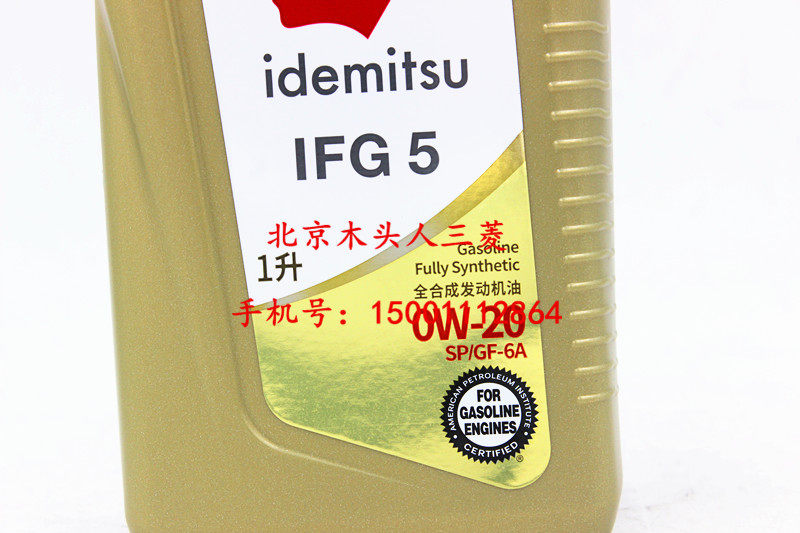 idemitsu
IFG 5
北京木头人三菱
1升
Gasoline
Fully Synthetic
全合成发动机油
手机号：15001112864
0W-20
SP/GF-6A
AMERICAN PETROLEUM INSTITUTE
FOR
GASOLINE
ENGINES
CERTIFIED
®